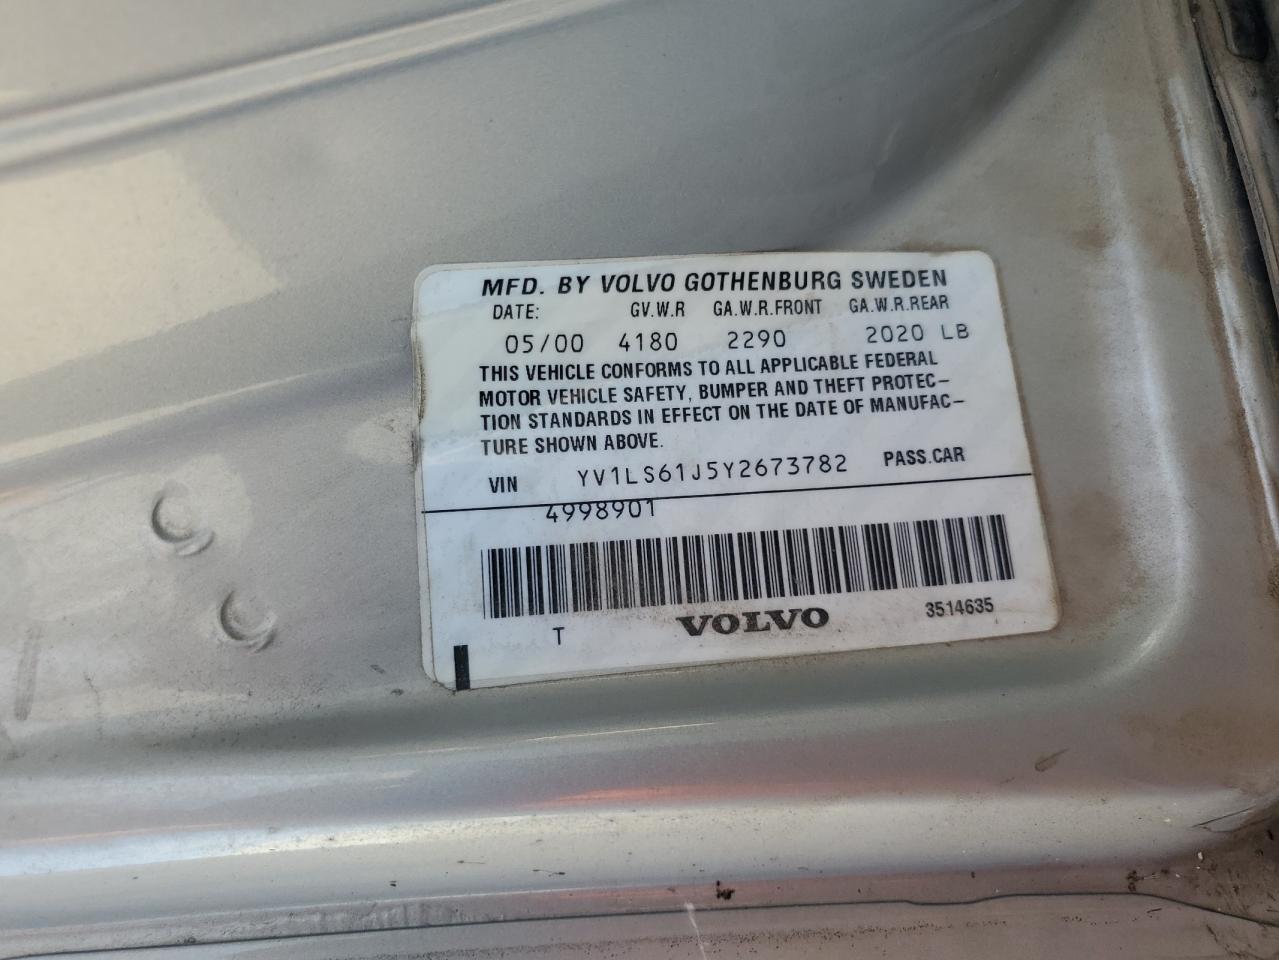 MFD. BY VOLVO GOTHENBURG SWEDEN
DATE: GV.W.R GA.W.R.FRONT GA.W.R.REAR
05/00 4180 2290 2020 LB
THIS VEHICLE CONFORMS TO ALL APPLICABLE FEDERAL
MOTOR VEHICLE SAFETY, BUMPER AND THEFT PROTEC-
TION STANDARDS IN EFFECT ON THE DATE OF MANUFAC-
TURE SHOWN ABOVE.
VIN YV1LS61J5Y2673782 PASS.CAR
4998901
T VOLVO 3514635